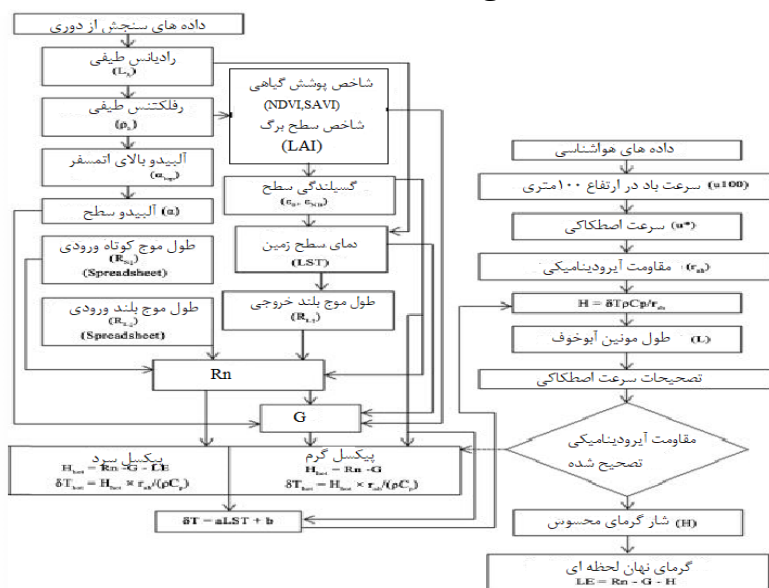 داده های سنجش از دوری
رادیانس طیفی
(Lλ)
رفلکتنس طیفی
(ρλ)
آلبیدو بالای اتمسفر
آلبیدو سطح (α)
طول موج کوتاه ورودی
(RS↓)
(Spreadsheet)
طول موج بلند ورودی
(RL↓)
(Spreadsheet)
شاخص پوشش گیاهی
(NDVI,SAVI)
شاخص سطح برگ
(LAI)
گسیلندگی سطح
(ε0, εNB)
دمای سطح زمین
(LST)
طول موج بلند خروجی
(RL↑)
Rn
G
پیکسل سرد
Hhot = Rn -G - LE
δThot = Hhot × rah/(ρCp)
پیکسل گرم
Hhot = Rn -G
δThot = Hhot × rah/(ρCp)
δT = aLST + b
داده های هواشناسی
سرعت باد در ارتفاع ۱۰۰متری (u100)
سرعت اصطکاکی (u*)
مقاومت آیرودینامیکی (rah)
H = δTρCp/rah
طول مونین آبوخوف (L)
تصحیحات سرعت اصطکاکی
مقاومت آیرودینامیکی
تصحیح شده
شار گرمای محسوس (H)
گرمای نهان لحظه ای
LE = Rn - G - H